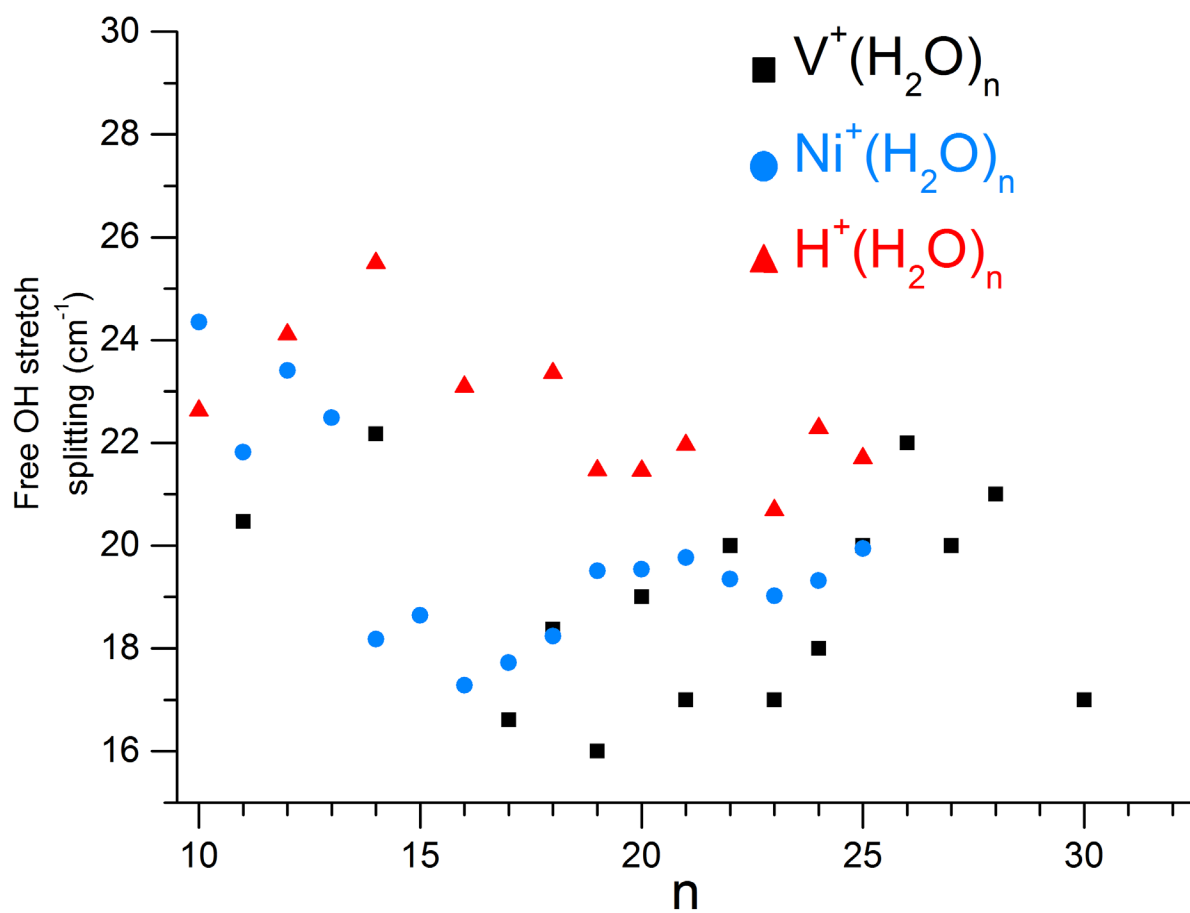 30
28
26
24
22
20
18
16
Free OH stretch
splitting (cm⁻¹)
V⁺(H₂O)ₙ
Ni⁺(H₂O)ₙ
H⁺(H₂O)ₙ
10 15 20 25 30
n